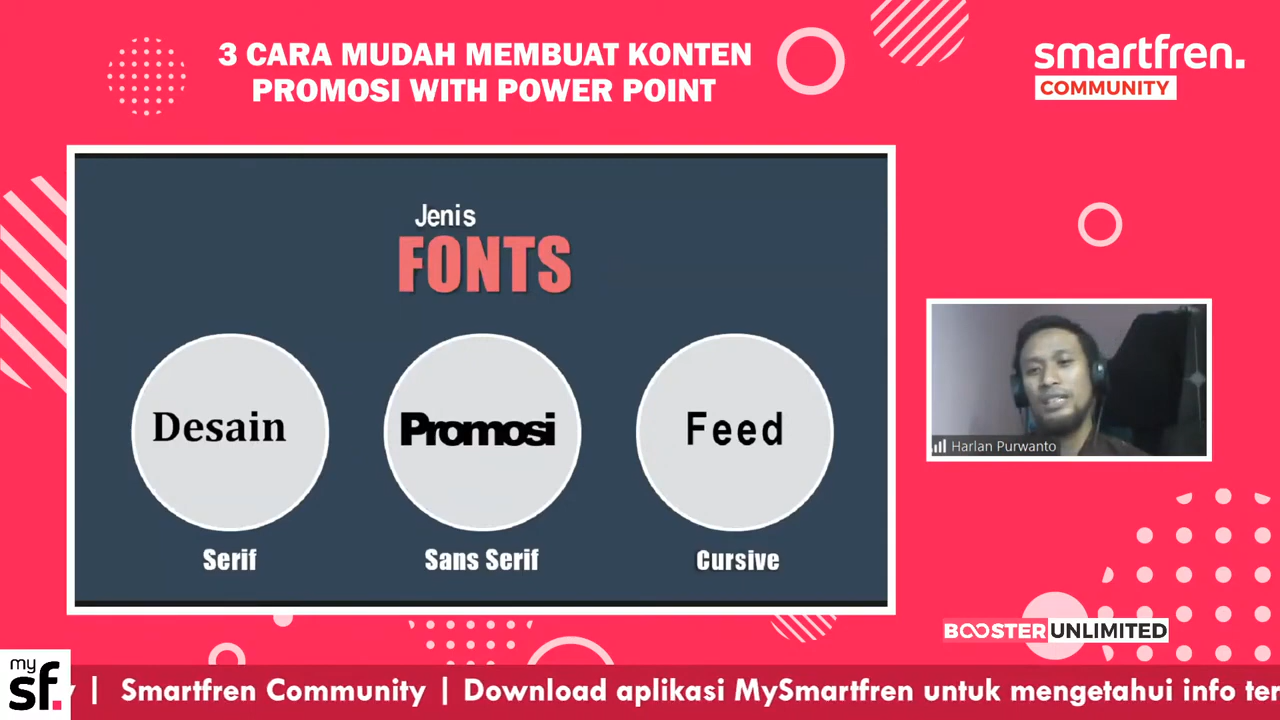 3 CARA MUDAH MEMBUAT KONTEN
PROMOSI WITH POWER POINT
smartfren.
COMMUNITY
Jenis
FONTS
Desain
Promosi
Feed
Serif
Sans Serif
Cursive
Harlan Purwanto
BOOSTER UNLIMITED
my
sf.
| Smartfren Community | Download aplikasi MySmartfren untuk mengetahui info